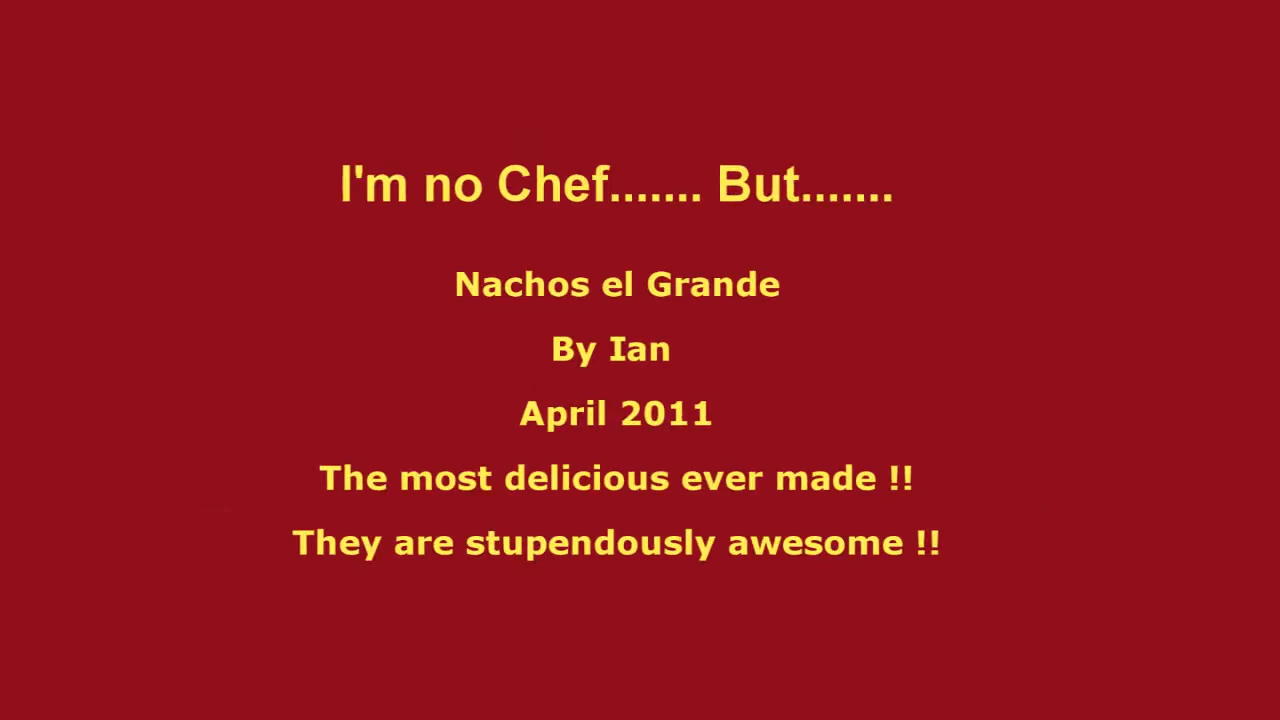 I'm no Chef....... But.......
Nachos el Grande
By Ian
April 2011
The most delicious ever made !!
They are stupendously awesome !!